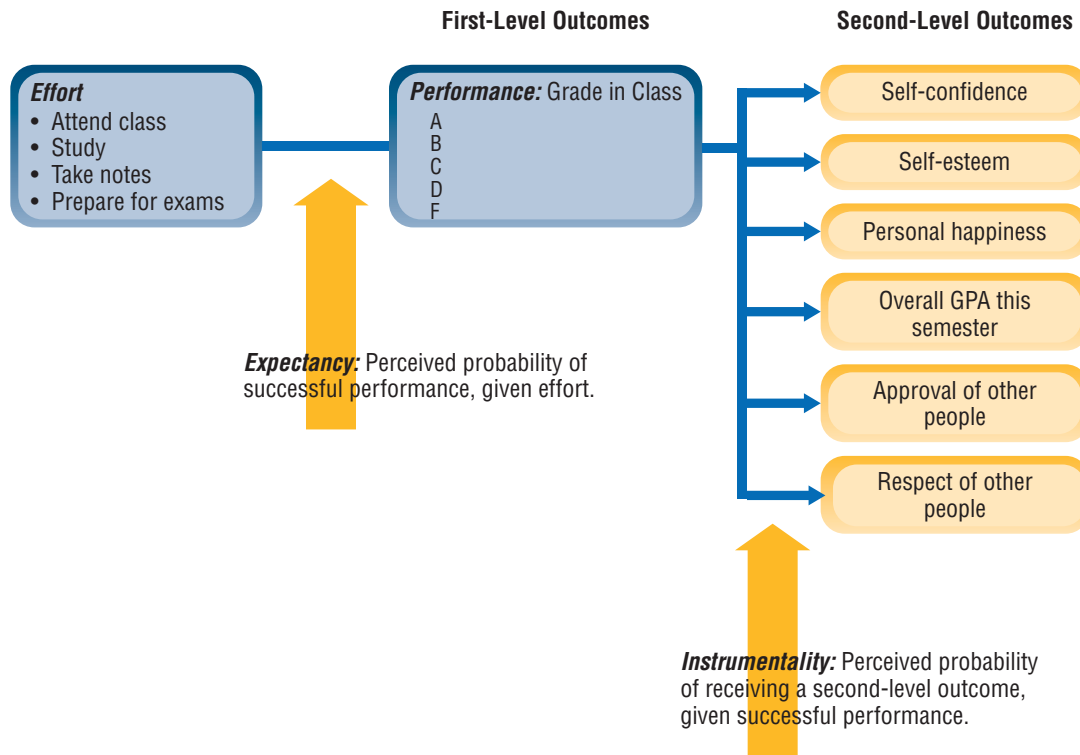 First-Level Outcomes
Second-Level Outcomes
Effort
• Attend class
• Study
• Take notes
• Prepare for exams
Performance: Grade in Class
A
B
C
D
F
Self-confidence
Self-esteem
Personal happiness
Overall GPA this
semester
Approval of other
people
Respect of other
people
Expectancy: Perceived probability of
successful performance, given effort.
Instrumentality: Perceived probability
of receiving a second-level outcome,
given successful performance.